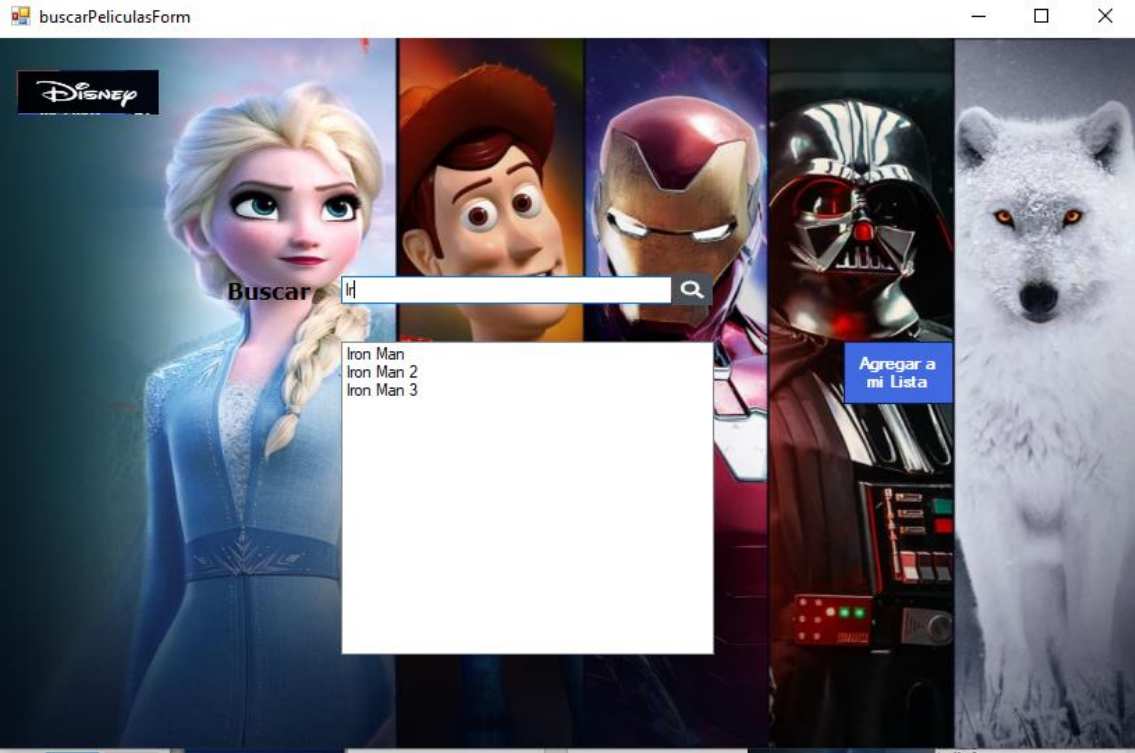 buscarPeliculasForm
Disney
Buscar
Ir
Iron Man
Iron Man 2
Iron Man 3
Agregar a
mi Lista